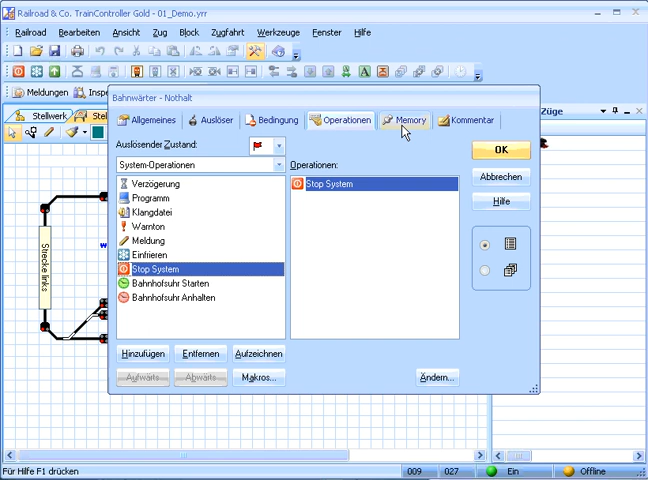 Railroad & Co. TrainController Gold - 01_Demo.yrr
Railroad Bearbeiten Ansicht Zug Block Zugfahrt Werkzeuge Fenster Hilfe
Meldungen Inspe
Stellwerk Stel
Züge
Bahnwärter - Nothalt
Allgemeines Auslöser Bedingung Operationen Memory Kommentar
Auslösender Zustand:
System-Operationen
Operationen:
Verzögerung
Programm
Klangdatei
Warnton
Meldung
Einfrieren
Stop System
Bahnhofsuhr Starten
Bahnhofsuhr Anhalten
Stop System
OK
Abbrechen
Hilfe
Hinzufügen Entfernen Aufzeichnen
Aufwärts Abwärts Makros... Ändern...
Strecke links
Für Hilfe F1 drücken 009 027 Ein Offline